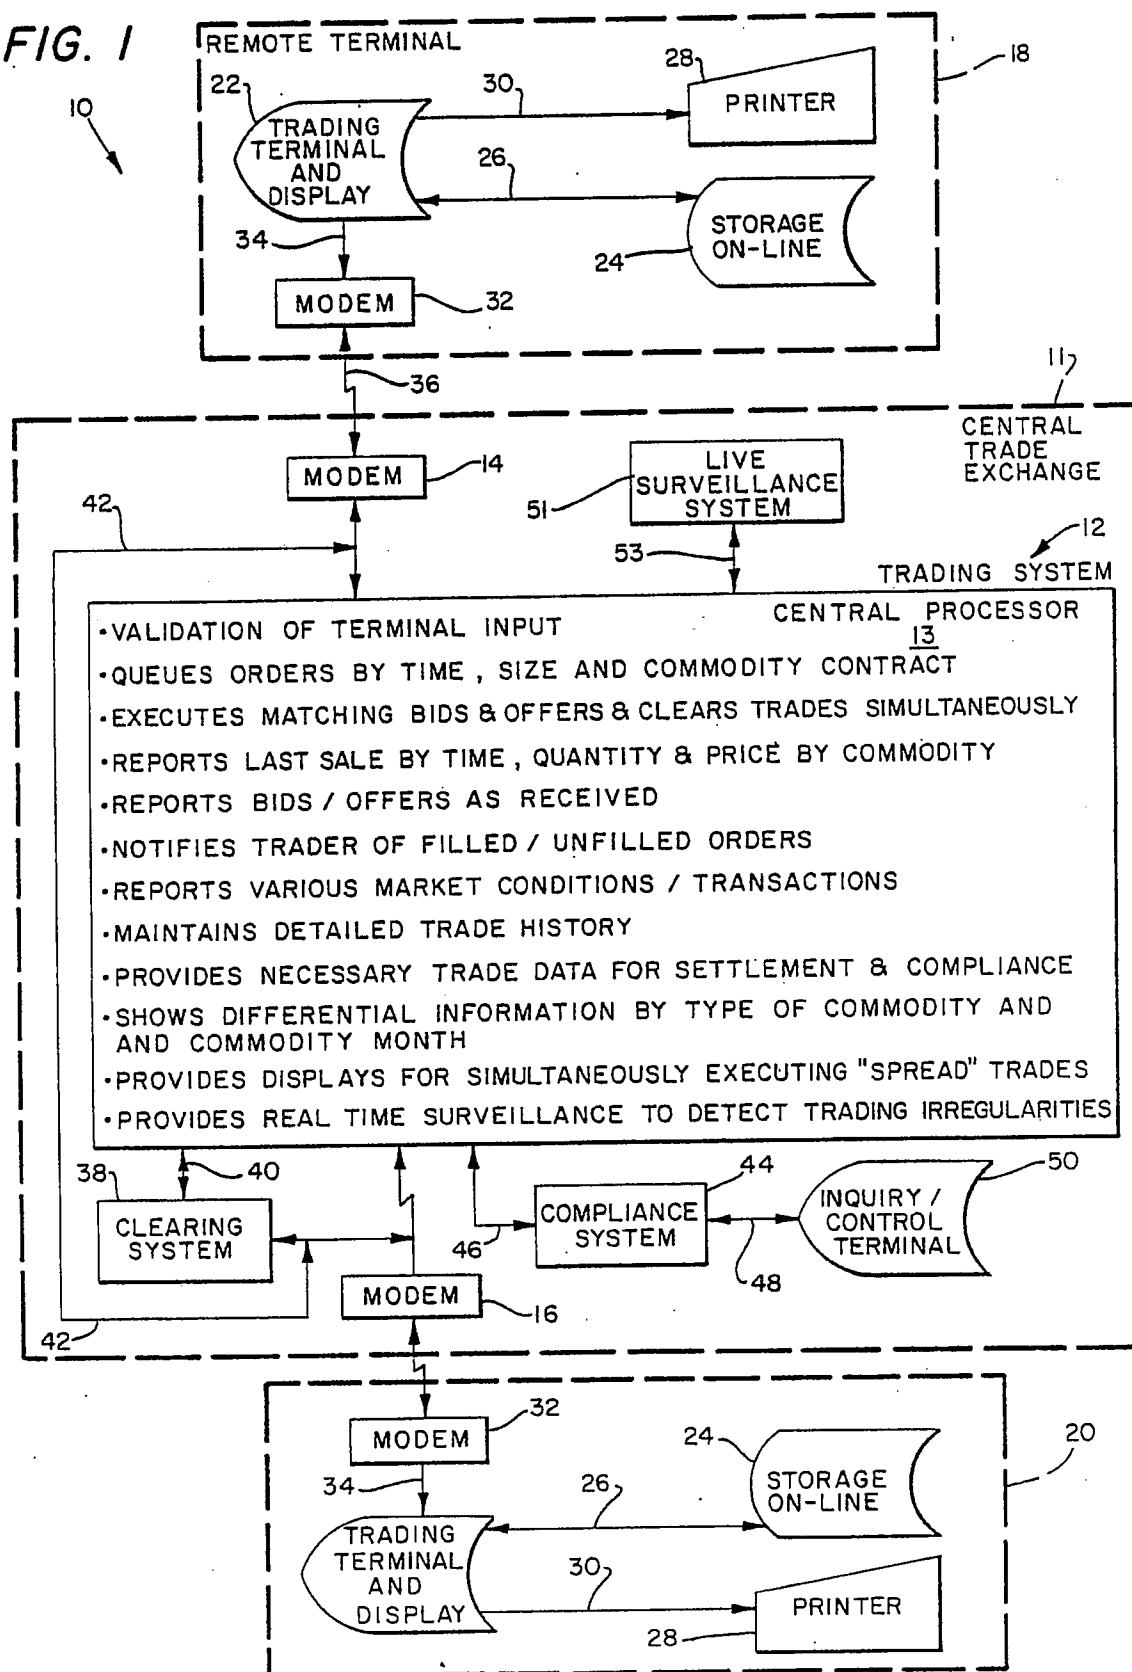 FIG. 1
REMOTE TERMINAL
18
10
22
TRADING
TERMINAL
AND
DISPLAY
30
28
PRINTER
26
STORAGE
ON-LINE
24
34
MODEM
32
36
11
CENTRAL
TRADE
EXCHANGE
MODEM
14
LIVE
SURVEILLANCE
SYSTEM
51
53
42
12
TRADING SYSTEM
CENTRAL PROCESSOR
13
•VALIDATION OF TERMINAL INPUT
•QUEUES ORDERS BY TIME, SIZE AND COMMODITY CONTRACT
•EXECUTES MATCHING BIDS & OFFERS & CLEARS TRADES SIMULTANEOUSLY
•REPORTS LAST SALE BY TIME, QUANTITY & PRICE BY COMMODITY
•REPORTS BIDS / OFFERS AS RECEIVED
•NOTIFIES TRADER OF FILLED / UNFILLED ORDERS
•REPORTS VARIOUS MARKET CONDITIONS / TRANSACTIONS
•MAINTAINS DETAILED TRADE HISTORY
•PROVIDES NECESSARY TRADE DATA FOR SETTLEMENT & COMPLIANCE
•SHOWS DIFFERENTIAL INFORMATION BY TYPE OF COMMODITY AND
AND COMMODITY MONTH
•PROVIDES DISPLAYS FOR SIMULTANEOUSLY EXECUTING "SPREAD" TRADES
•PROVIDES REAL TIME SURVEILLANCE TO DETECT TRADING IRREGULARITIES
38
40
CLEARING
SYSTEM
44
COMPLIANCE
SYSTEM
46
48
50
INQUIRY /
CONTROL
TERMINAL
MODEM
16
42
32
MODEM
34
24
STORAGE
ON-LINE
20
26
TRADING
TERMINAL
AND
DISPLAY
30
PRINTER
28